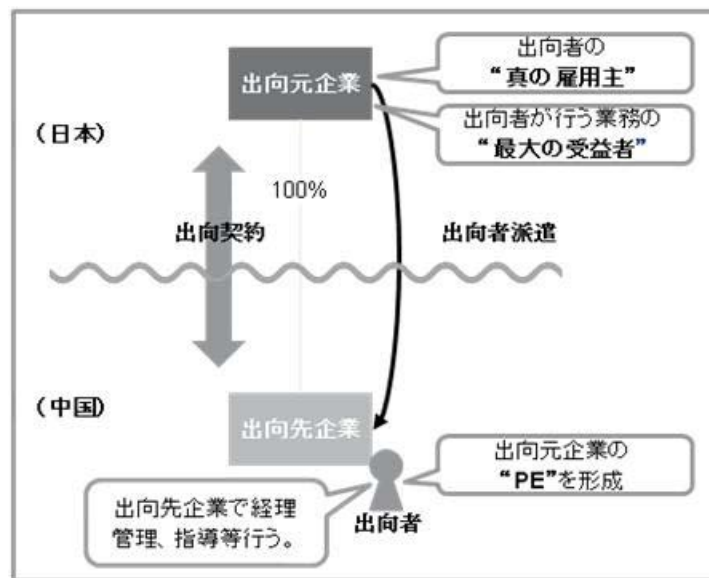 出向元企業
出向者の
“真の雇用主”
出向者が行う業務の
“最大の受益者”
（日本）
100%
出向契約
出向者派遣
（中国）
出向先企業
出向元企業の
“PE”を形成
出向先企業で経理
管理、指導等行う。
出向者